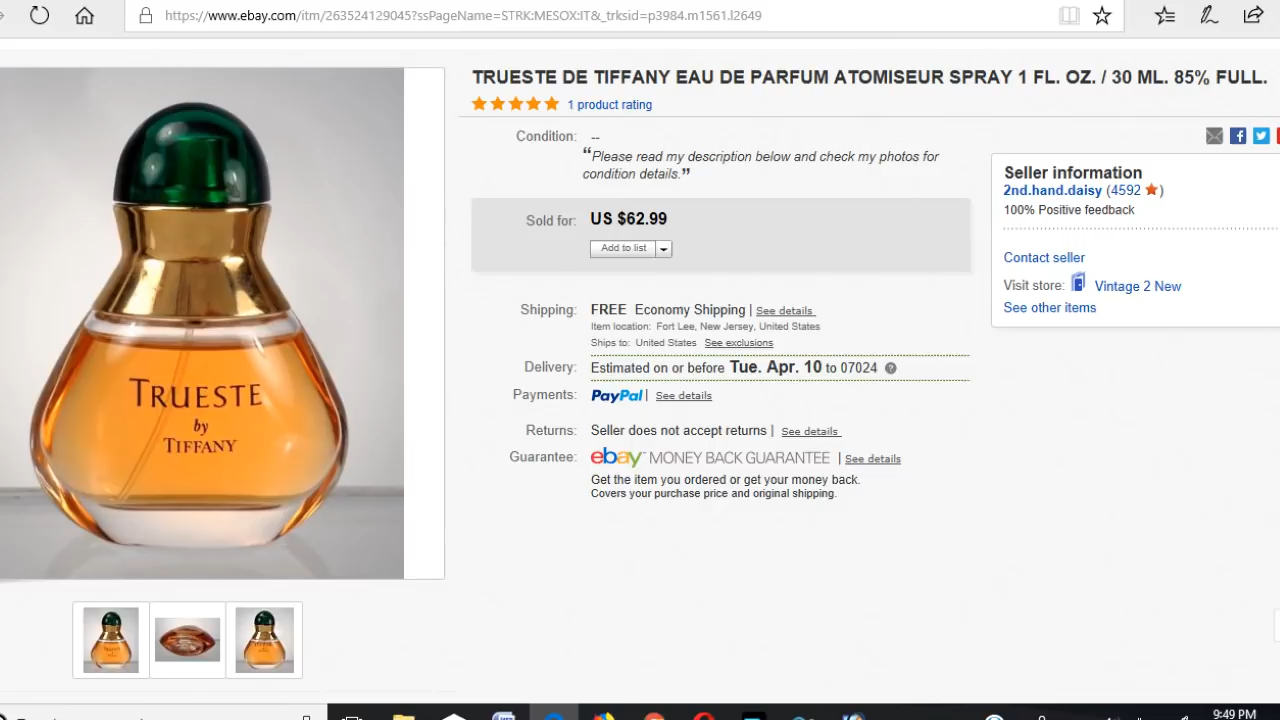 https://www.ebay.com/itm/263524129045?ssPageName=STRK:MESOX:IT&_trksid=p3984.m1561.l2649
TRUESTE DE TIFFANY EAU DE PARFUM ATOMISEUR SPRAY 1 FL. OZ. / 30 ML. 85% FULL.
1 product rating
Condition: --
“Please read my description below and check my photos for
condition details.”
Sold for: US $62.99
Add to list
Shipping: FREE Economy Shipping | See details
Item location: Fort Lee, New Jersey, United States
Ships to: United States See exclusions
Delivery: Estimated on or before Tue. Apr. 10 to 07024
Payments: PayPal | See details
Returns: Seller does not accept returns | See details
Guarantee: ebay MONEY BACK GUARANTEE | See details
Get the item you ordered or get your money back.
Covers your purchase price and original shipping.
Seller information
2nd.hand.daisy (4592)
100% Positive feedback
Contact seller
Visit store: Vintage 2 New
See other items
TRUESTE
by
TIFFANY
9:49 PM